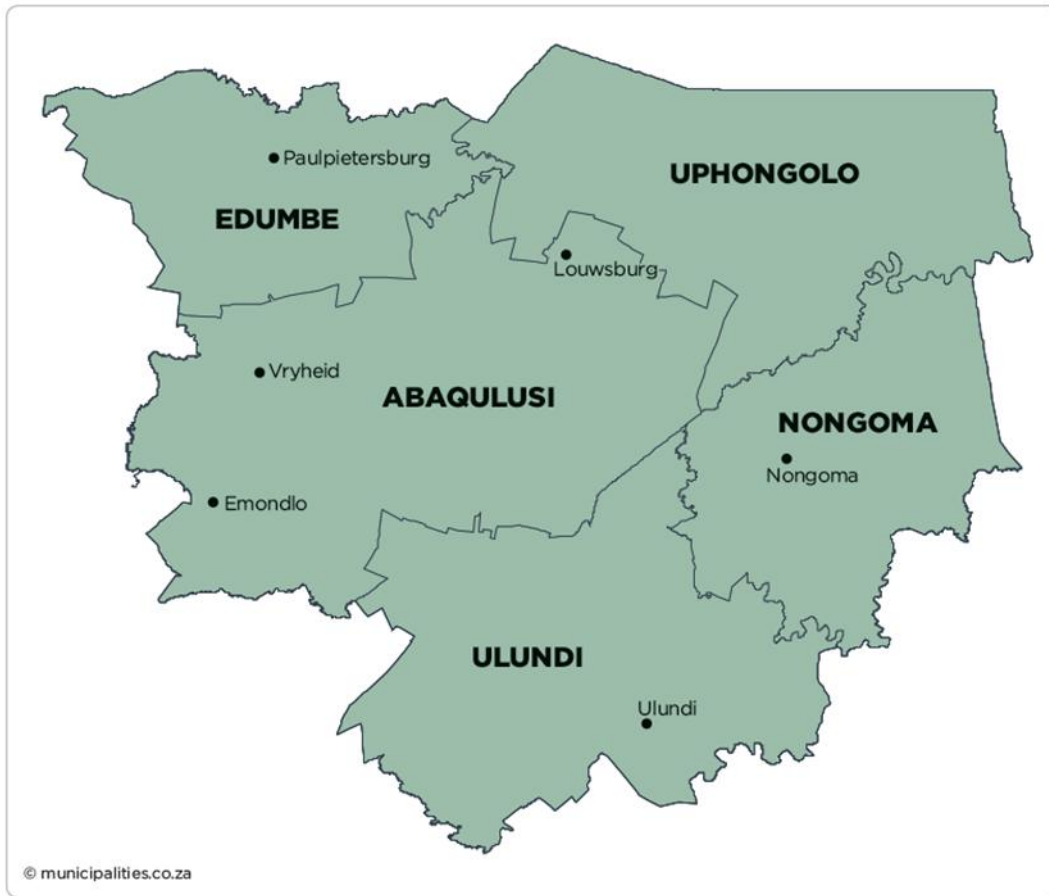 Paulpietersburg
UPHONGOLO
EDUMBE
Louwsburg
Vryheid
ABAQULUSI
NONGOMA
Nongoma
Emondlo
ULUNDI
Ulundi
© municipalities.co.za